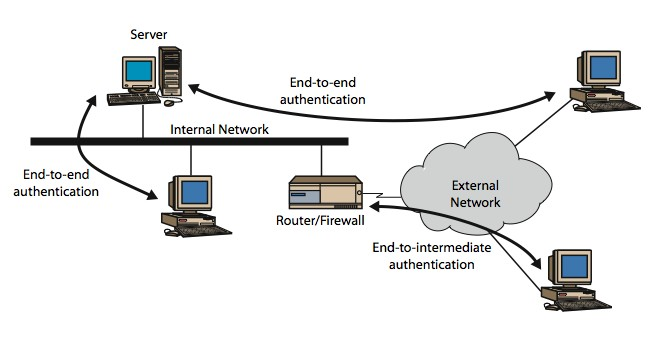 Server
End-to-end
authentication
Internal Network
End-to-end
authentication
External
Network
Router/Firewall
End-to-intermediate
authentication